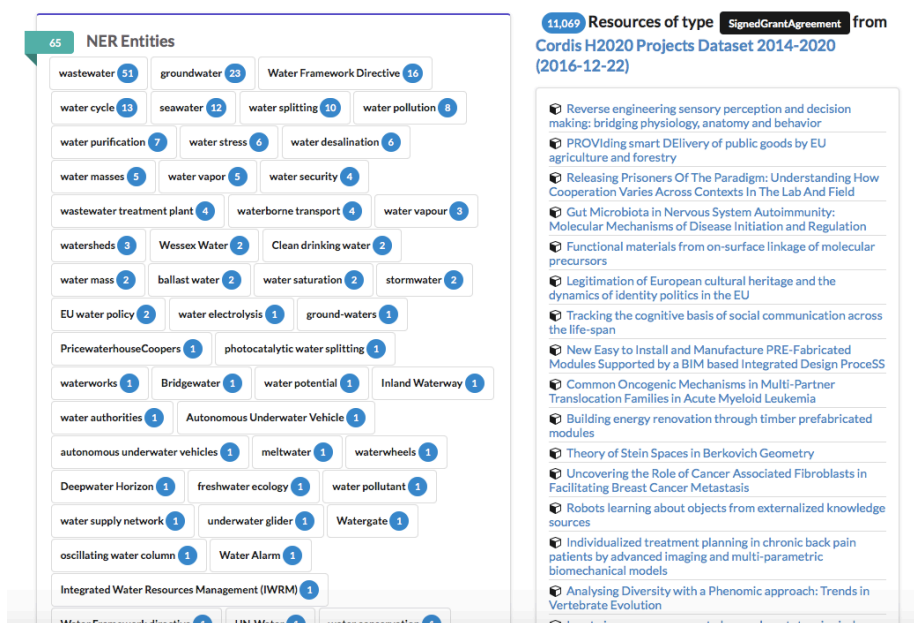 65 NER Entities
wastewater 51 groundwater 23 Water Framework Directive 16
water cycle 13 seawater 12 water splitting 10 water pollution 8
water purification 7 water stress 6 water desalination 6
water masses 5 water vapor 5 water security 4
wastewater treatment plant 4 waterborne transport 4 water vapour 3
watersheds 3 Wessex Water 2 Clean drinking water 2
water mass 2 ballast water 2 water saturation 2 stormwater 2
EU water policy 2 water electrolysis 1 ground-waters 1
PricewaterhouseCoopers 1 photocatalytic water splitting 1
waterworks 1 Bridgewater 1 water potential 1 Inland Waterway 1
water authorities 1 Autonomous Underwater Vehicle 1
autonomous underwater vehicles 1 meltwater 1 waterwheels 1
Deepwater Horizon 1 freshwater ecology 1 water pollutant 1
water supply network 1 underwater glider 1 Watergate 1
oscillating water column 1 Water Alarm 1
Integrated Water Resources Management (IWRM) 1
11,069 Resources of type SignedGrantAgreement from
Cordis H2020 Projects Dataset 2014-2020
(2016-12-22)
Reverse engineering sensory perception and decision
making: bridging physiology, anatomy and behavior
PROVIding smart DElivery of public goods by EU
agriculture and forestry
Releasing Prisoners Of The Paradigm: Understanding How
Cooperation Varies Across Contexts In The Lab And Field
Gut Microbiota in Nervous System Autoimmunity:
Molecular Mechanisms of Disease Initiation and Regulation
Functional materials from on-surface linkage of molecular
precursors
Legitimation of European cultural heritage and the
dynamics of identity politics in the EU
Tracking the cognitive basis of social communication across
the life-span
New Easy to Install and Manufacture PRE-Fabricated
Modules Supported by a BIM based Integrated Design ProceSS
Common Oncogenic Mechanisms in Multi-Partner
Translocation Families in Acute Myeloid Leukemia
Building energy renovation through timber prefabricated
modules
Theory of Stein Spaces in Berkovich Geometry
Uncovering the Role of Cancer Associated Fibroblasts in
Facilitating Breast Cancer Metastasis
Robots learning about objects from externalized knowledge
sources
Individualized treatment planning in chronic back pain
patients by advanced imaging and multi-parametric
biomechanical models
Analysing Diversity with a Phenomic approach: Trends in
Vertebrate Evolution